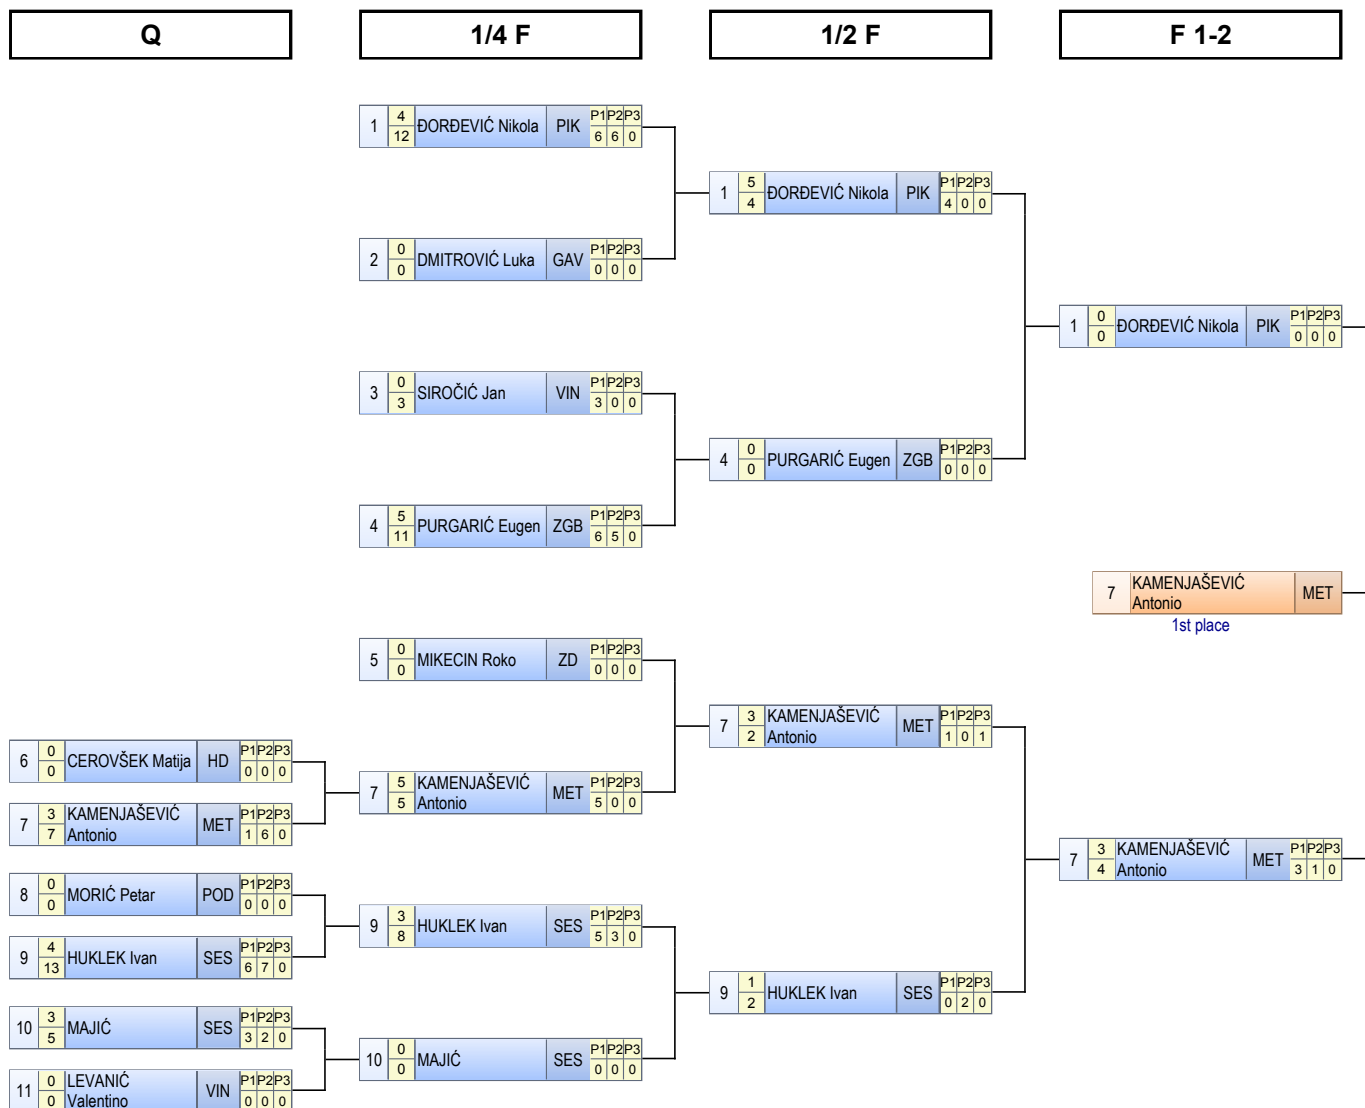 Q 1/4 F 1/2 F F 1-2
1 4 12 ĐORĐEVIĆ Nikola PIK P1 P2 P3 6 6 0
1 5 4 ĐORĐEVIĆ Nikola PIK P1 P2 P3 4 0 0
2 0 0 DMITROVIĆ Luka GAV P1 P2 P3 0 0 0
1 0 0 ĐORĐEVIĆ Nikola PIK P1 P2 P3 0 0 0
3 0 3 SIROČIĆ Jan VIN P1 P2 P3 3 0 0
4 0 0 PURGARIĆ Eugen ZGB P1 P2 P3 0 0 0
4 5 11 PURGARIĆ Eugen ZGB P1 P2 P3 6 5 0
7 KAMENJAŠEVIĆ Antonio MET
1st place
5 0 0 MIKECIN Roko ZD P1 P2 P3 0 0 0
7 3 2 KAMENJAŠEVIĆ Antonio MET P1 P2 P3 1 0 1
6 0 0 CEROVŠEK Matija HD P1 P2 P3 0 0 0
7 5 5 KAMENJAŠEVIĆ Antonio MET P1 P2 P3 5 0 0
7 3 7 KAMENJAŠEVIĆ Antonio MET P1 P2 P3 1 6 0
7 3 4 KAMENJAŠEVIĆ Antonio MET P1 P2 P3 3 1 0
8 0 0 MORIĆ Petar POD P1 P2 P3 0 0 0
9 3 8 HUKLEK Ivan SES P1 P2 P3 5 3 0
9 4 13 HUKLEK Ivan SES P1 P2 P3 6 7 0
9 1 2 HUKLEK Ivan SES P1 P2 P3 0 2 0
10 3 5 MAJIĆ SES P1 P2 P3 3 2 0
10 0 0 MAJIĆ SES P1 P2 P3 0 0 0
11 0 0 LEVANIĆ Valentino VIN P1 P2 P3 0 0 0